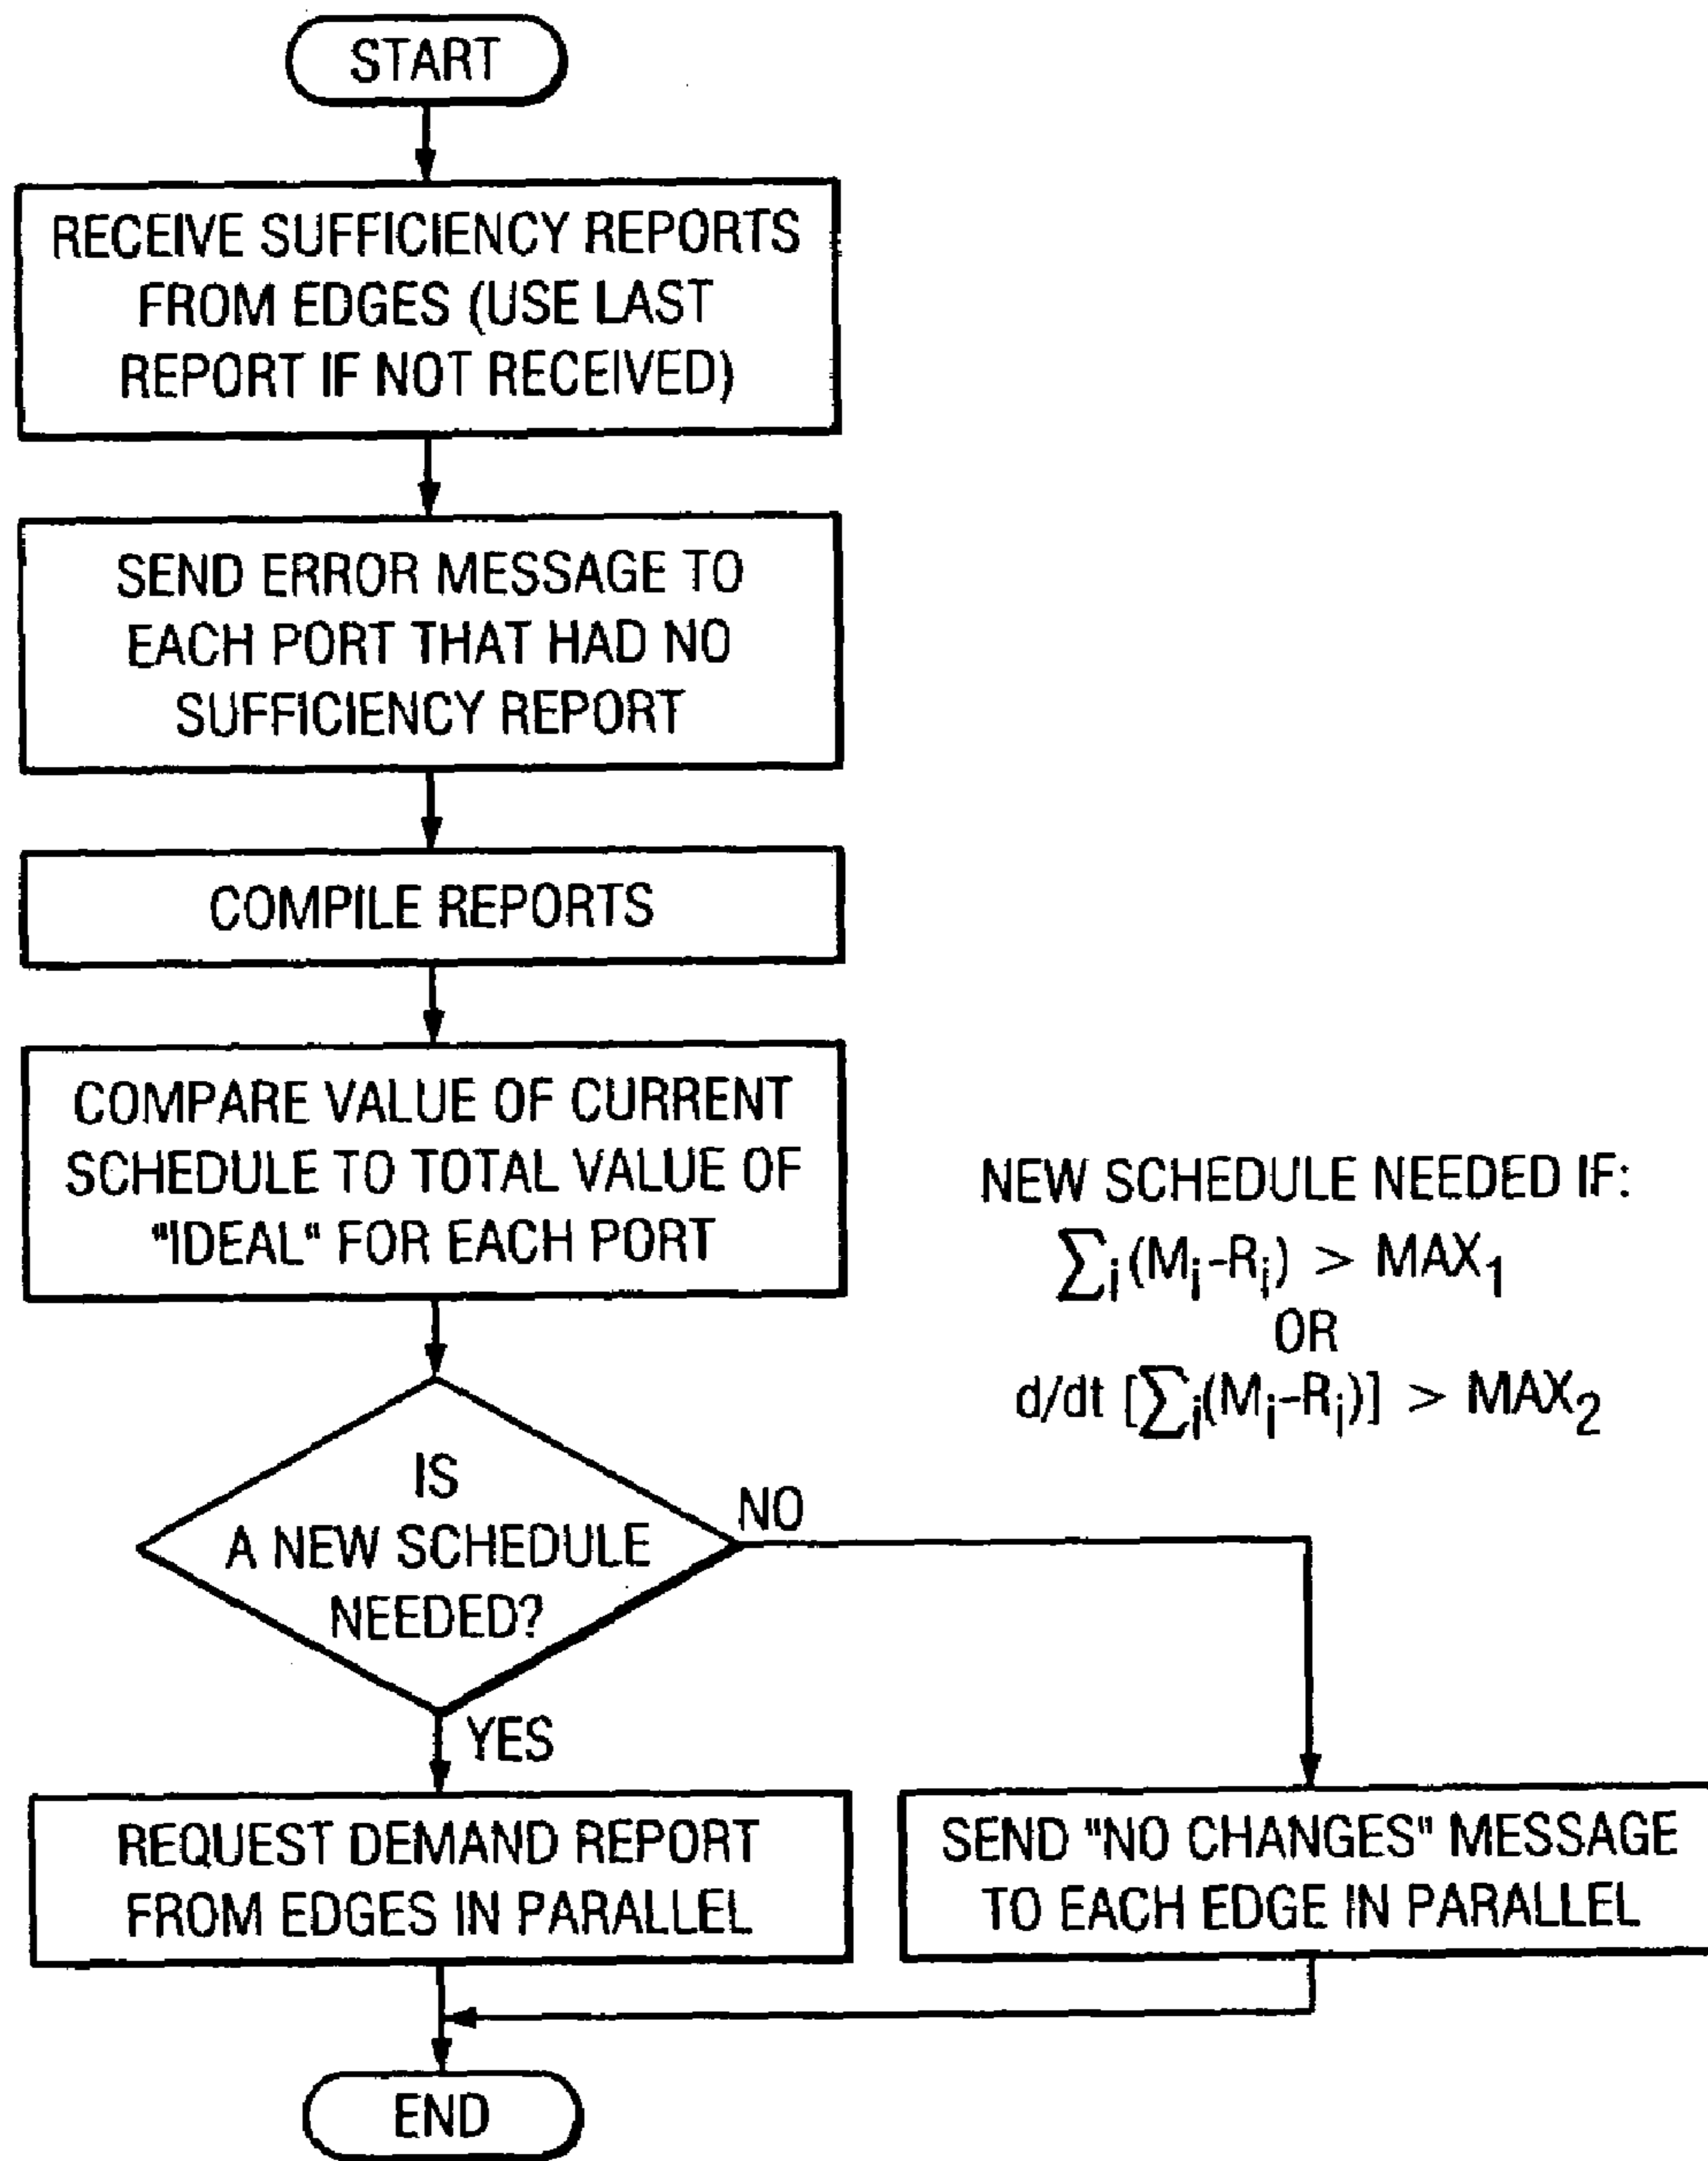 START
RECEIVE SUFFICIENCY REPORTS
FROM EDGES (USE LAST
REPORT IF NOT RECEIVED)
SEND ERROR MESSAGE TO
EACH PORT THAT HAD NO
SUFFICIENCY REPORT
COMPILE REPORTS
COMPARE VALUE OF CURRENT
SCHEDULE TO TOTAL VALUE OF
"IDEAL" FOR EACH PORT
NEW SCHEDULE NEEDED IF:
∑i(Mi-Ri) > MAX1
OR
d/dt [∑i(Mi-Ri)] > MAX2
IS
A NEW SCHEDULE
NEEDED?
NO
YES
REQUEST DEMAND REPORT
FROM EDGES IN PARALLEL
SEND "NO CHANGES" MESSAGE
TO EACH EDGE IN PARALLEL
END